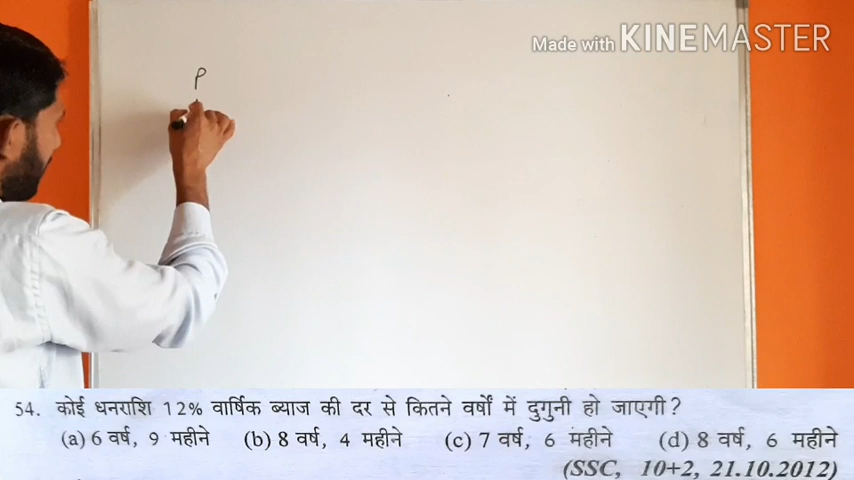 Made with KINEMASTER
P
54. कोई धनराशि 12% वार्षिक ब्याज की दर से कितने वर्षों में दुगुनी हो जाएगी?
(a) 6 वर्ष, 9 महीने (b) 8 वर्ष, 4 महीने (c) 7 वर्ष, 6 महीने (d) 8 वर्ष, 6 महीने
(SSC, 10+2, 21.10.2012)